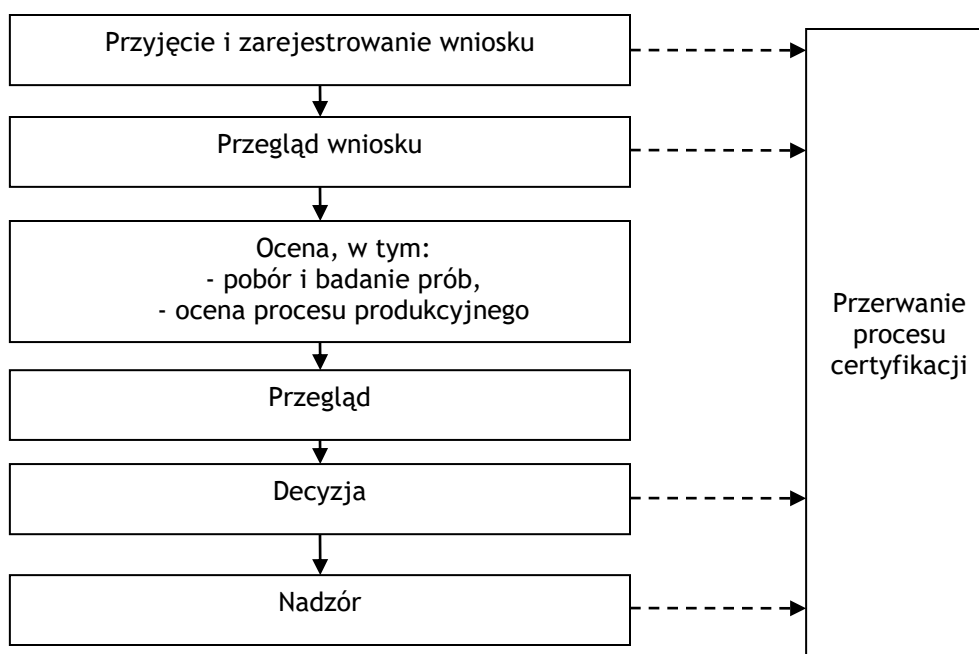 Przyjęcie i zarejestrowanie wniosku
Przegląd wniosku
Ocena, w tym:
- pobór i badanie prób,
- ocena procesu produkcyjnego
Przegląd
Decyzja
Nadzór
Przerwanie
procesu
certyfikacji